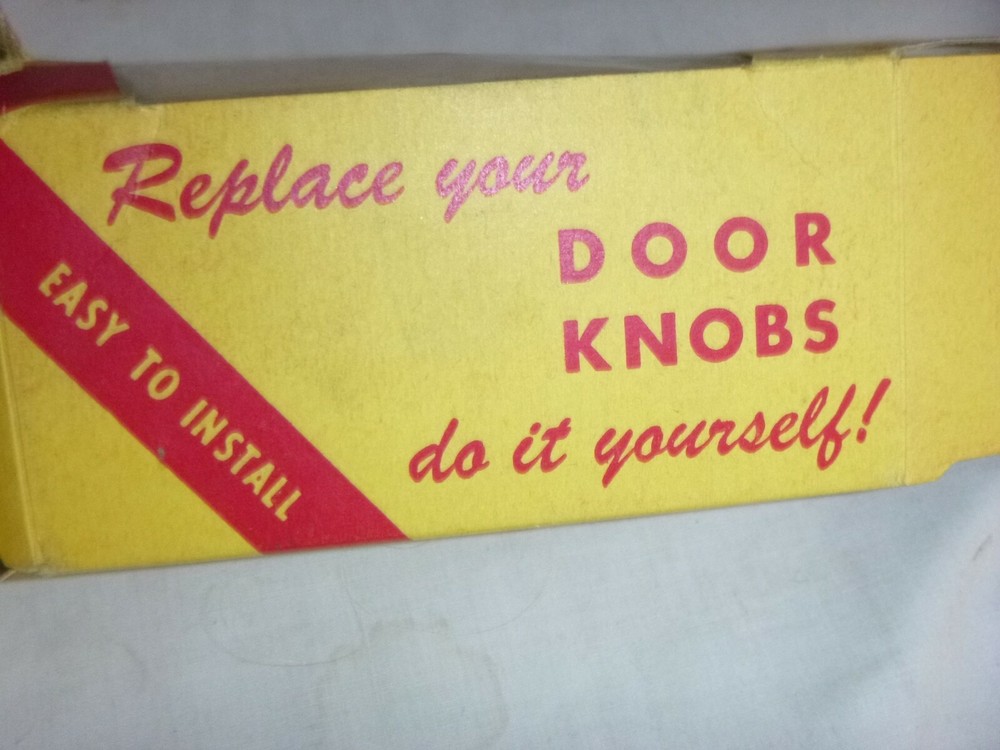 Replace your
DOOR
KNOBS
do it yourself!
EASY TO INSTALL